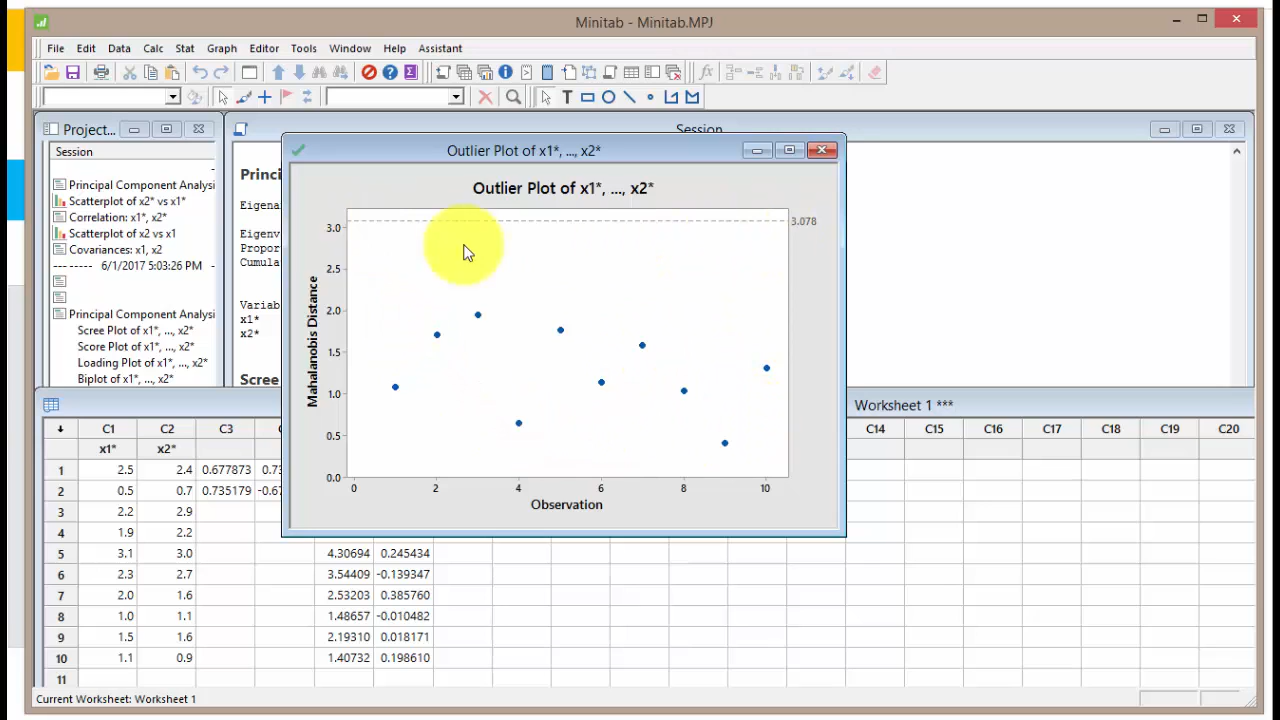 Minitab - Minitab.MPJ
File Edit Data Calc Stat Graph Editor Tools Window Help Assistant
Project...
Session
Session
Principal Component Analysi
Scatterplot of x2* vs x1*
Correlation: x1*, x2*
Scatterplot of x2 vs x1
Covariances: x1, x2
-------- 6/1/2017 5:03:26 PM
Principal Component Analysi
Scree Plot of x1*, ..., x2*
Score Plot of x1*, ..., x2*
Loading Plot of x1*, ..., x2*
Biplot of x1*, ..., x2*
Princi
Eigena
Eigenv
Propor
Cumula
Variab
x1*
x2*
Scree
Outlier Plot of x1*, ..., x2*
Outlier Plot of x1*, ..., x2*
3.078
3.0
2.5
2.0
1.5
1.0
0.5
0.0
Mahalanobis Distance
0 2 4 6 8 10
Observation
Worksheet 1 ***
C1 C2 C3 C14 C15 C16 C17 C18 C19 C20
x1* x2*
1 2.5 2.4 0.677873 0.73
2 0.5 0.7 0.735179 -0.67
3 2.2 2.9
4 1.9 2.2
5 3.1 3.0 4.30694 0.245434
6 2.3 2.7 3.54409 -0.139347
7 2.0 1.6 2.53203 0.385760
8 1.0 1.1 1.48657 -0.010482
9 1.5 1.6 2.19310 0.018171
10 1.1 0.9 1.40732 0.198610
11
Current Worksheet: Worksheet 1